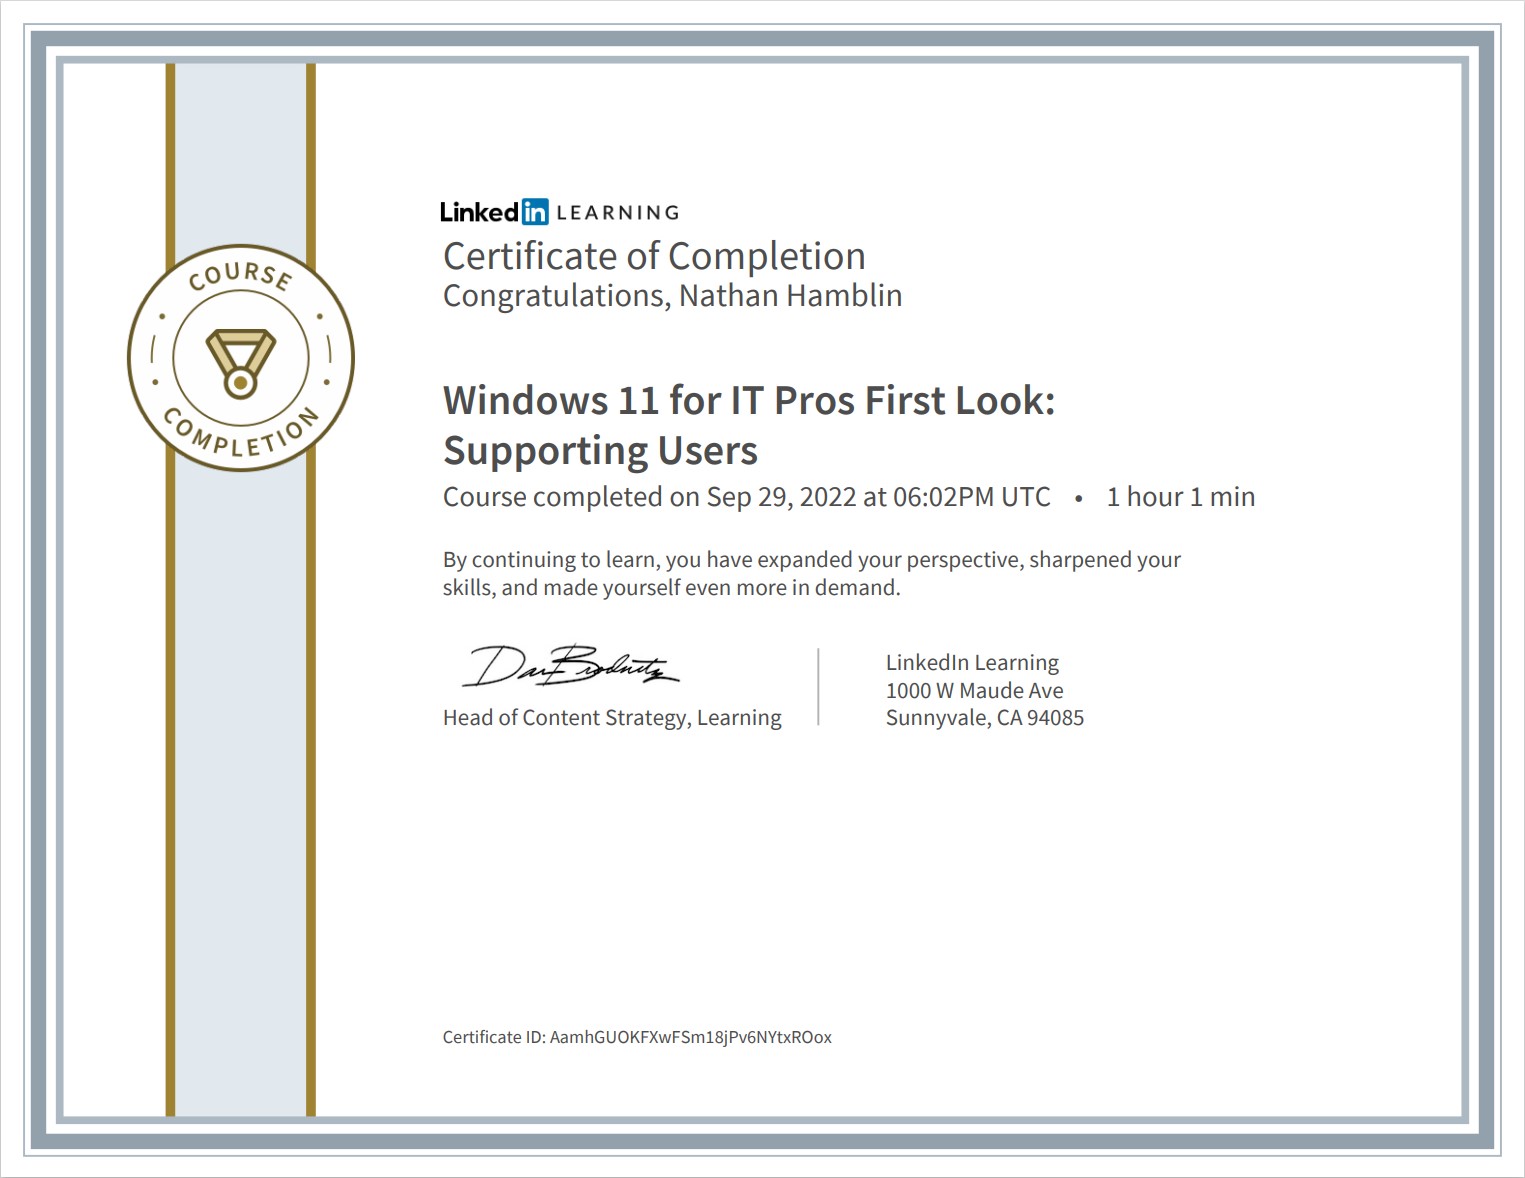 LinkedIn LEARNING
Certificate of Completion
Congratulations, Nathan Hamblin
COURSE
COMPLETION
Windows 11 for IT Pros First Look:
Supporting Users
Course completed on Sep 29, 2022 at 06:02PM UTC • 1 hour 1 min
By continuing to learn, you have expanded your perspective, sharpened your
skills, and made yourself even more in demand.
Dan Brodnitz
Head of Content Strategy, Learning
LinkedIn Learning
1000 W Maude Ave
Sunnyvale, CA 94085
Certificate ID: AamhGUOKFXwFSm18jPv6NYtxROox